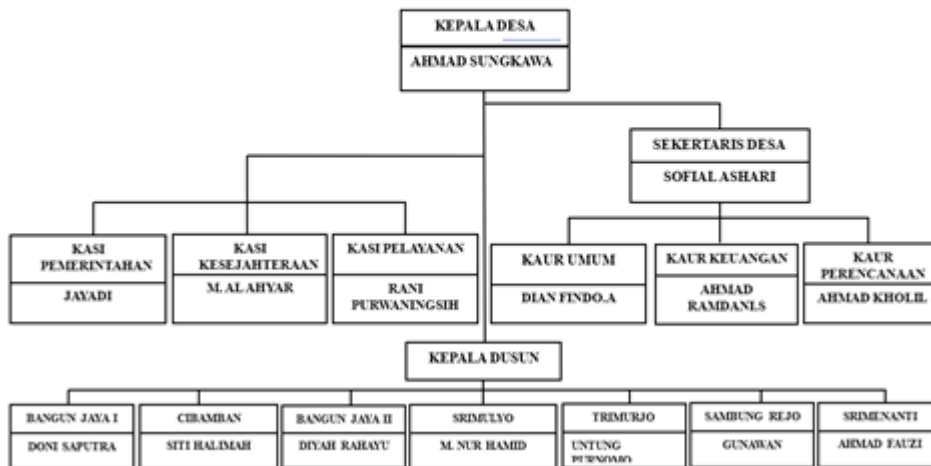 KEPALA DESA
AHMAD SUNGKAWA
SEKERTARIS DESA
SOFIAL ASHARI
KASI
PEMERINTAHAN
JAYADI
KASI
KESEJAHTERAAN
M. AL AHYAR
KASI PELAYANAN
RANI
PURWANINGSIH
KAUR UMUM
DIAN FINDO.A
KAUR KEUANGAN
AHMAD
RAMDANI.S
KAUR
PERENCANAAN
AHMAD KHOLIL
KEPALA DUSUN
BANGUN JAYA I
DONI SAPUTRA
CIBAMBAN
SITI HALIMAH
BANGUN JAYA II
DIYAH RAHAYU
SRIMULYO
M. NUR HAMID
TRIMURJO
UNTUNG
PURNOMO
SAMBUNG REJO
GUNAWAN
SRIMENANTI
AHMAD FAUZI